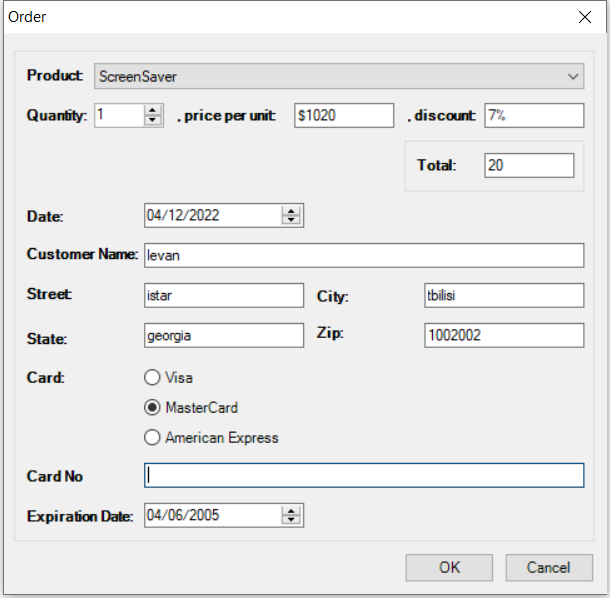 Order
Product: ScreenSaver
Quantity: 1 , price per unit: $1020 , discount: 7%
Total: 20
Date: 04/12/2022
Customer Name: levan
Street: istar City: tbilisi
State: georgia Zip: 1002002
Card: Visa
MasterCard
American Express
Card No
Expiration Date: 04/06/2005
OK Cancel